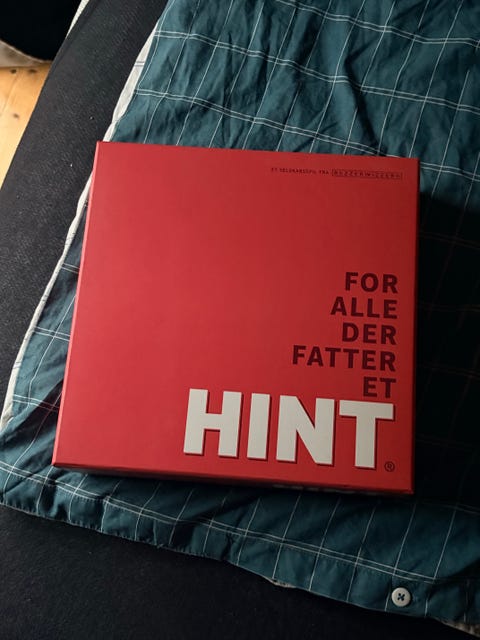 ET SELSKABSSPIL FRA BEZZERWIZZER®
FOR
ALLE
DER
FATTER
ET
HINT®